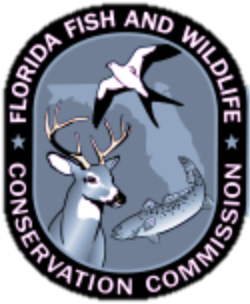 FLORIDA FISH AND WILDLIFE
CONSERVATION COMMISSION